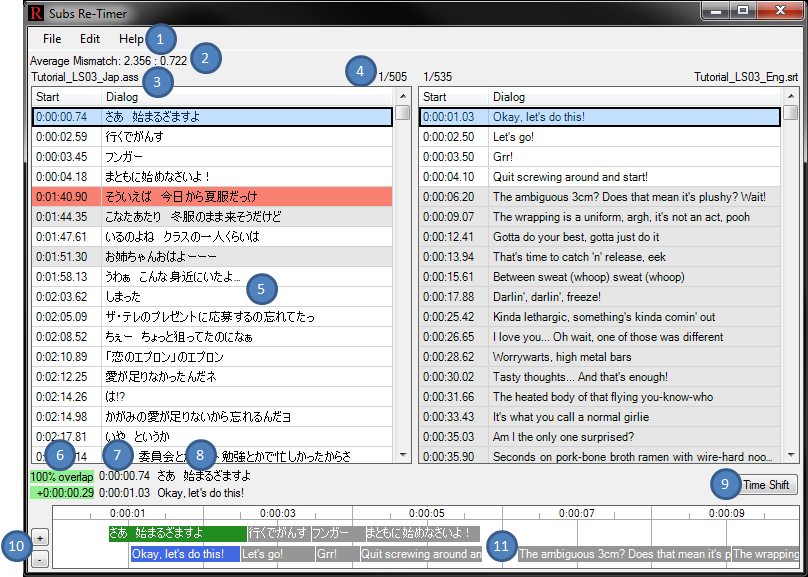 Subs Re-Timer
File Edit Help 1
Average Mismatch: 2.356 : 0.722 2
Tutorial_LS03_Jap.ass 3 4 1/505 1/535 Tutorial_LS03_Eng.srt
Start Dialog Start Dialog
0:00:00.74 さあ 始まるざますよ 0:00:01.03 Okay, let's do this!
0:00:02.59 行くでがんす 0:00:02.50 Let's go!
0:00:03.45 フンガー 0:00:03.50 Grr!
0:00:04.18 まともに始めなさいよ！ 0:00:04.10 Quit screwing around and start!
0:01:40.90 そういえば 今日から夏服だっけ 0:00:06.20 The ambiguous 3cm? Does that mean it's plushy? Wait!
0:01:44.35 こなたあたり 冬服のまま来そうだけど 0:00:09.07 The wrapping is a uniform, argh, it's not an act, pooh
0:01:47.61 いるのよね クラスの一人くらいは 0:00:12.41 Gotta do your best, gotta just do it
0:01:51.30 お姉ちゃんおはよーーー 0:00:13.94 That's time to catch 'n' release, eek
0:01:58.13 うわぁ こんな身近にいたよ… 0:00:15.61 Between sweat (whoop) sweat (whoop)
5
0:02:03.62 しまった 0:00:17.88 Darlin', darlin', freeze!
0:02:05.09 ザ・テレのプレゼントに応募するの忘れてたっ 0:00:25.42 Kinda lethargic, something's kinda comin' out
0:02:08.52 ちぇー ちょっと狙ってたのになぁ 0:00:26.65 I love you... Oh wait, one of those was different
0:02:10.89 「恋のエプロン」のエプロン 0:00:28.62 Worrywarts, high metal bars
0:02:12.25 愛が足りなかったんだネ 0:00:30.02 Tasty thoughts... And that's enough!
0:02:14.26 は!? 0:00:31.66 The heated body of that flying you-know-who
0:02:14.98 かがみの愛が足りないから忘れるんだヨ 0:00:33.43 It's what you call a normal girlie
0:02:17.81 いや というか 0:00:35.03 Am I the only one surprised?
6 14 7 委員会と 8 勉強とかで忙しかったからさ 0:00:35.90 Seconds on pork-bone broth ramen with wire-hard noo...
100% overlap 0:00:00.74 さあ 始まるざますよ
+0:00:00.29 0:00:01.03 Okay, let's do this! 9 Time Shift
0:00:01 0:00:03 0:00:05 0:00:07 0:00:09
さあ 始まるざますよ 行くでがんす フンガー まともに始めなさいよ！
10 + - Okay, let's do this! Let's go! Grr! Quit screwing around an 11 The ambiguous 3cm? Does that mean it's p The wrapping